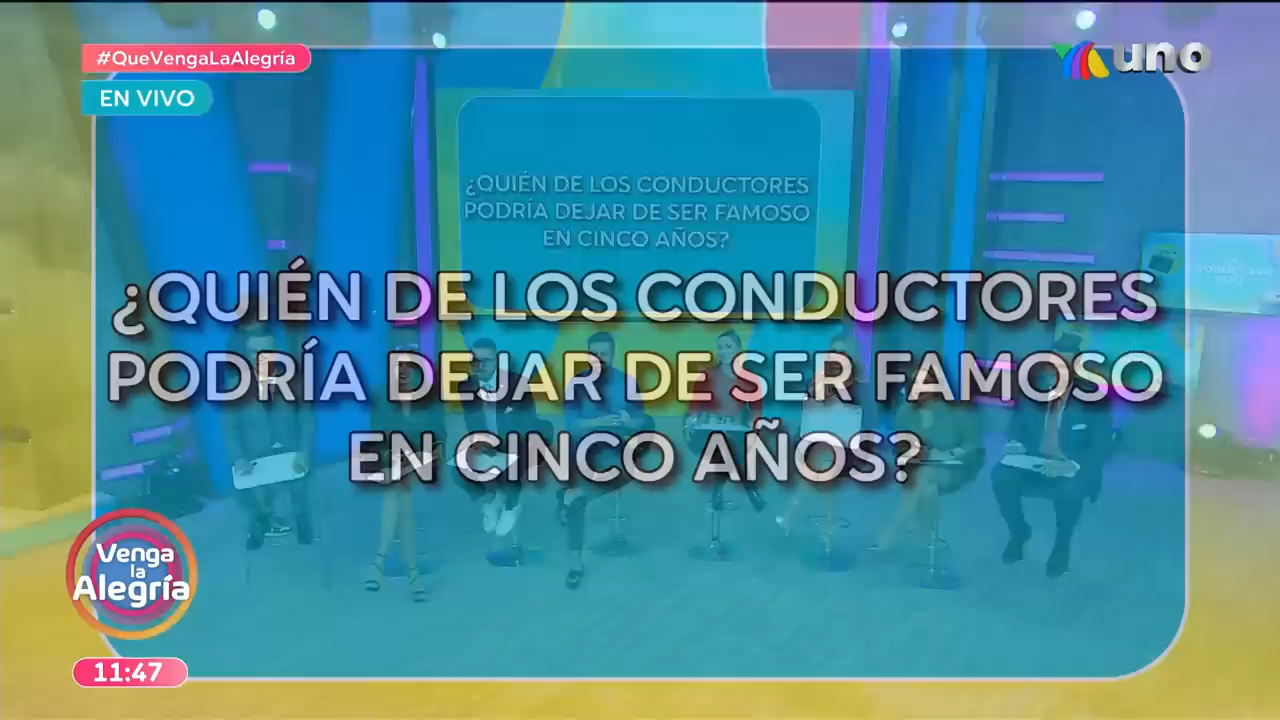 #QueVengaLaAlegría
EN VIVO
uno
¿QUIÉN DE LOS CONDUCTORES
PODRÍA DEJAR DE SER FAMOSO
EN CINCO AÑOS?
¿QUIÉN DE LOS CONDUCTORES
PODRÍA DEJAR DE SER FAMOSO
EN CINCO AÑOS?
Venga
la
Alegría
11:47